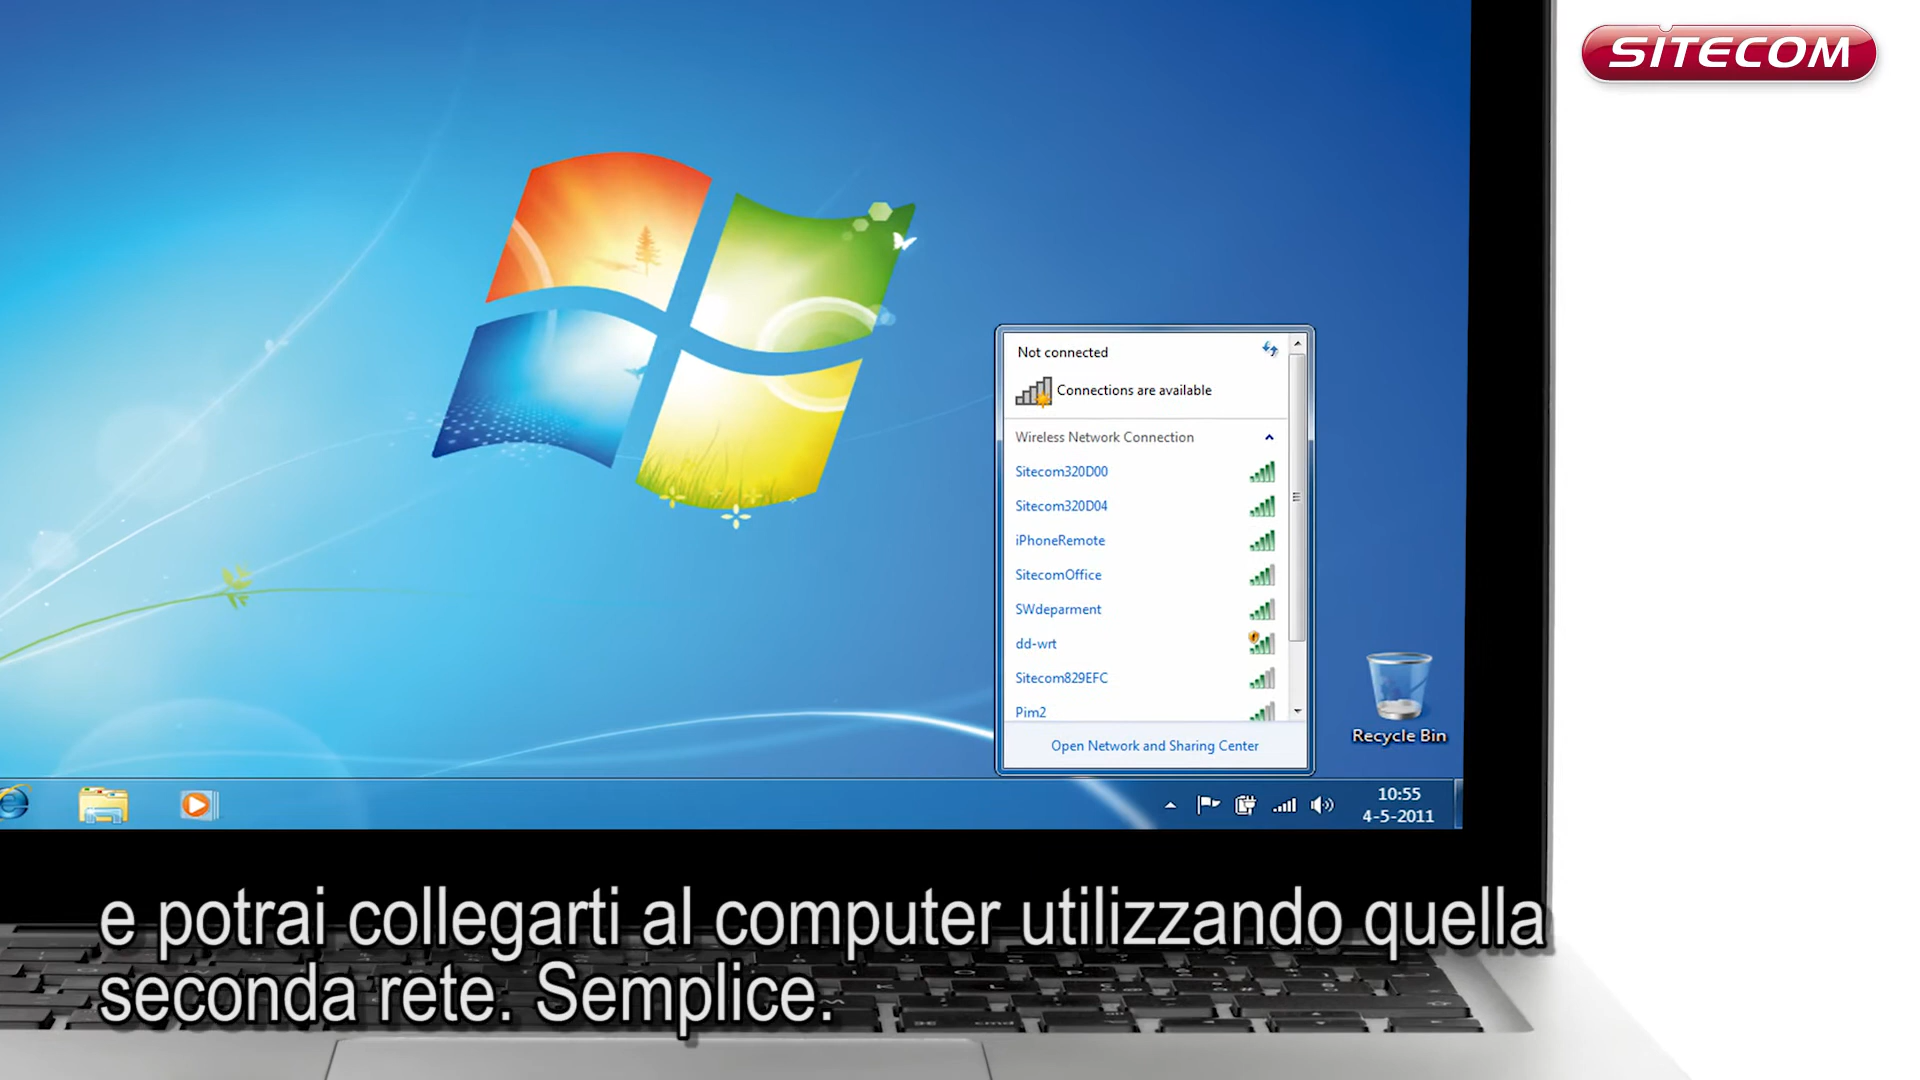 SITECOM
Not connected
Connections are available
Wireless Network Connection
Sitecom320D00
Sitecom320D04
iPhoneRemote
SitecomOffice
SWdeparment
dd-wrt
Sitecom829EFC
Pim2
Open Network and Sharing Center
Recycle Bin
10:55
4-5-2011
e potrai collegarti al computer utilizzando quella
seconda rete. Semplice.
cmd